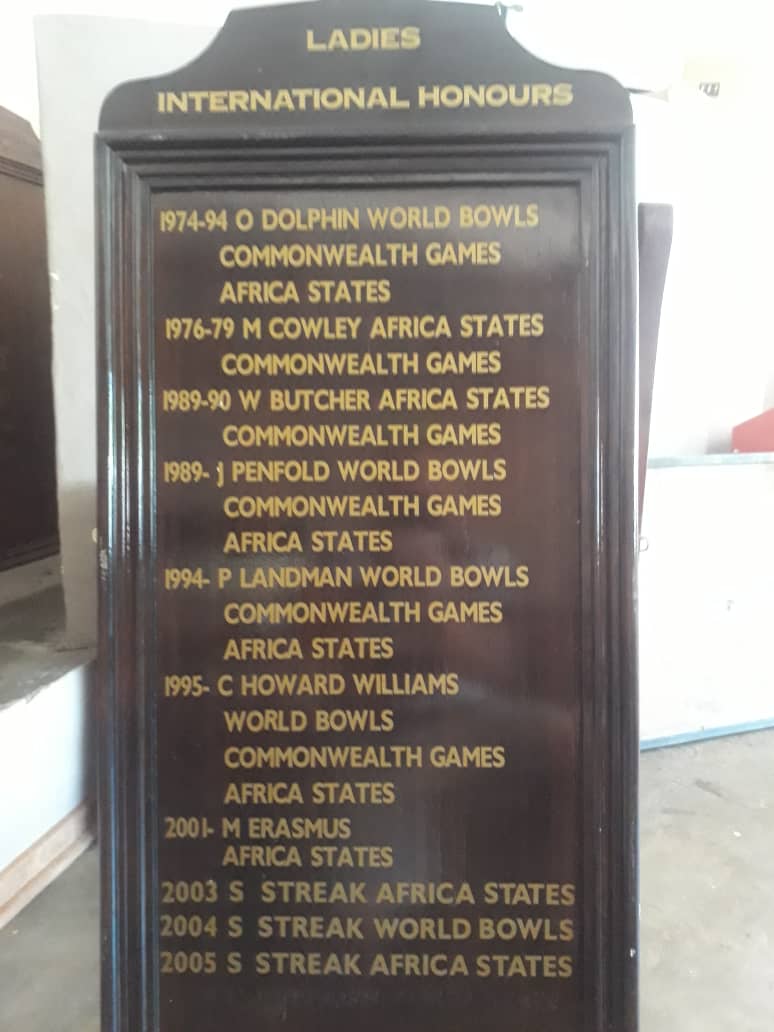 LADIES
INTERNATIONAL HONOURS
1974-94 O DOLPHIN WORLD BOWLS
COMMONWEALTH GAMES
AFRICA STATES
1976-79 M COWLEY AFRICA STATES
COMMONWEALTH GAMES
1989-90 W BUTCHER AFRICA STATES
COMMONWEALTH GAMES
1989- J PENFOLD WORLD BOWLS
COMMONWEALTH GAMES
AFRICA STATES
1994- P LANDMAN WORLD BOWLS
COMMONWEALTH GAMES
AFRICA STATES
1995- C HOWARD WILLIAMS
WORLD BOWLS
COMMONWEALTH GAMES
AFRICA STATES
2001- M ERASMUS
AFRICA STATES
2003 S STREAK AFRICA STATES
2004 S STREAK WORLD BOWLS
2005 S STREAK AFRICA STATES